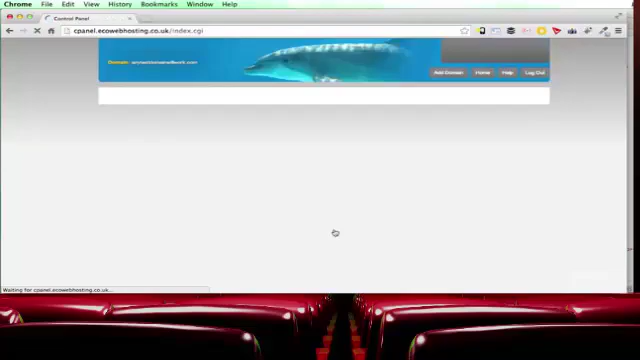 Chrome File Edit View History Bookmarks Window Help
Control Panel
cpanel.ecowebhosting.co.uk/index.cgi
Domain:
Add Domain Home Help Log Out
Waiting for cpanel.ecowebhosting.co.uk...